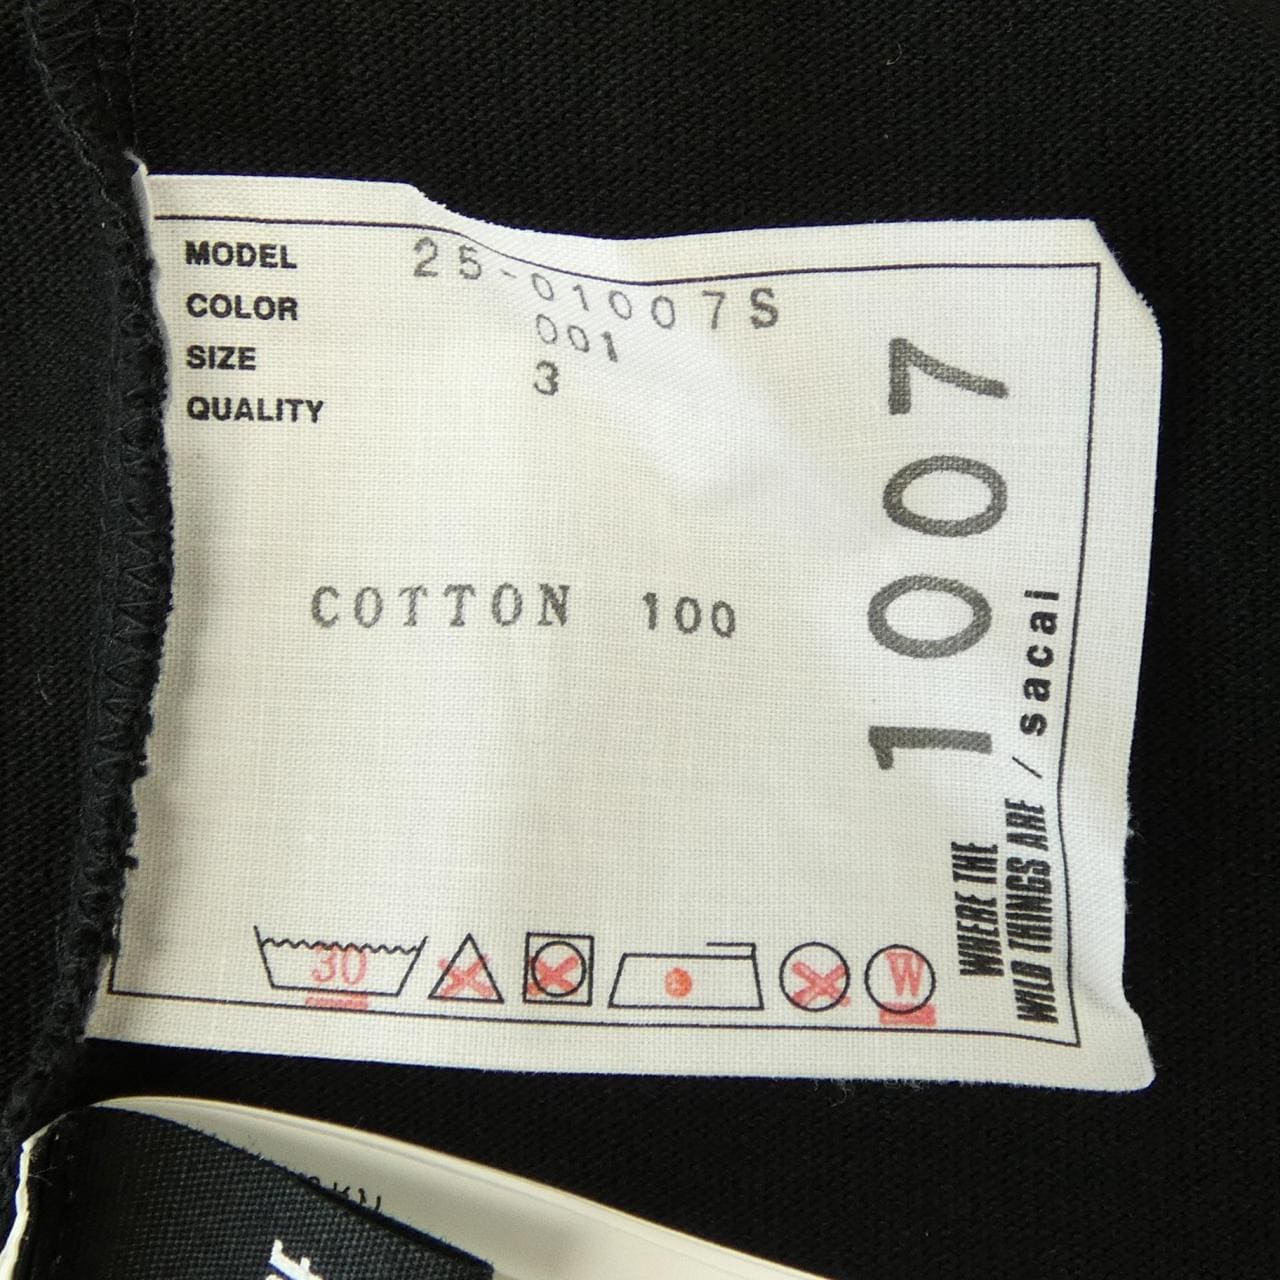 MODEL 25-01007S
COLOR 001
SIZE 3
QUALITY
COTTON 100
1007
WHERE THE
WILD THINGS ARE / sacai
30
W